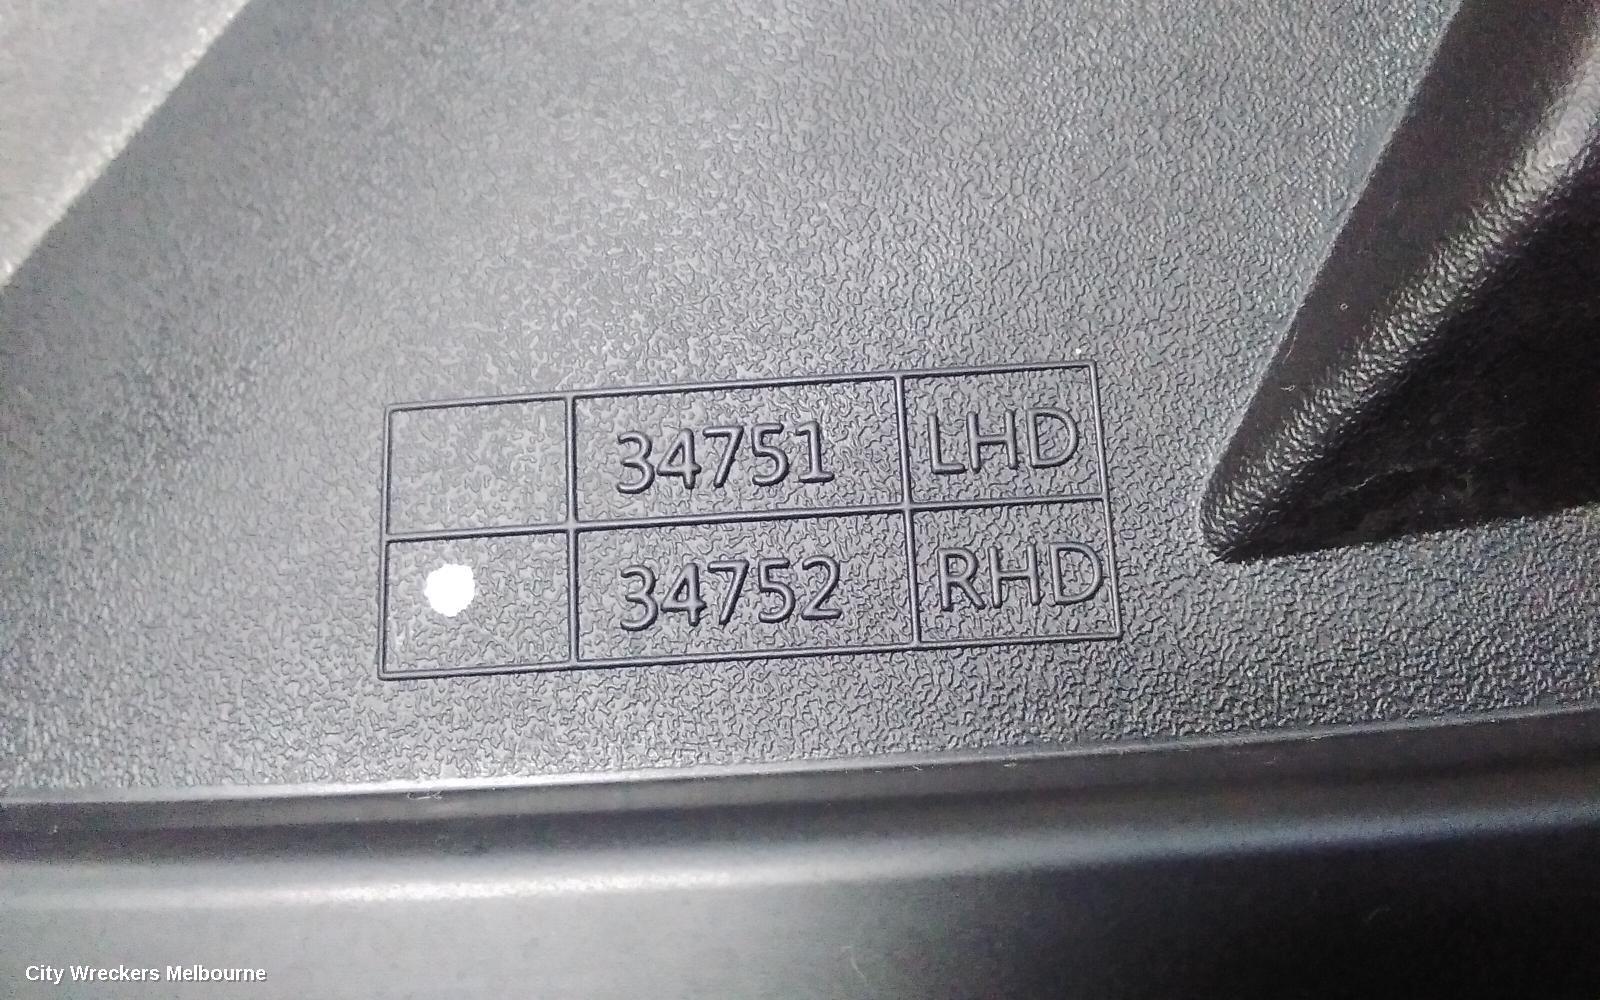 34751 LHD
34752 RHD
City Wreckers Melbourne